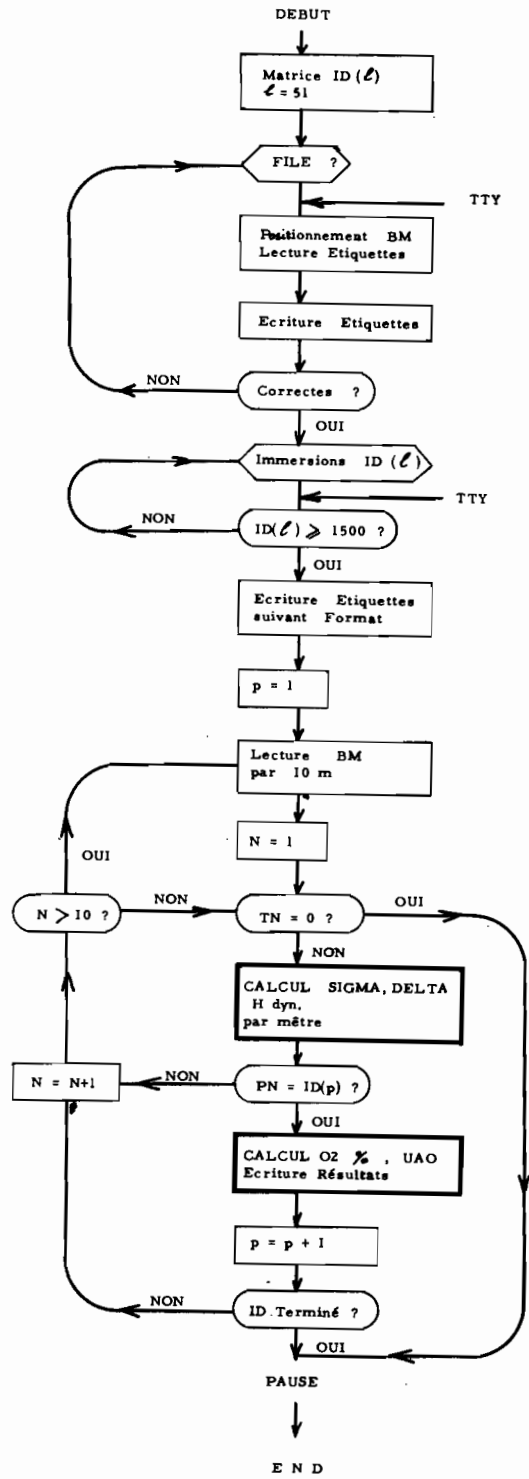 DEBUT
Matrice ID(ℓ)
ℓ = 51
FILE ?
TTY
Positionnement BM
Lecture Etiquettes
Ecriture Etiquettes
NON
Correctes ?
OUI
Immersions ID(ℓ)
TTY
NON
ID(ℓ) ⩾ 1500 ?
OUI
Ecriture Etiquettes
suivant Format
p = 1
Lecture BM
par 10 m
N = 1
OUI
N > 10 ?
NON
TN = 0 ?
OUI
NON
CALCUL SIGMA, DELTA
H dyn,
par mêtre
N = N+1
NON
PN = ID(p) ?
OUI
CALCUL O2 % , UAO
Ecriture Résultats
p = p + 1
NON
ID.Terminé ?
OUI
PAUSE
END